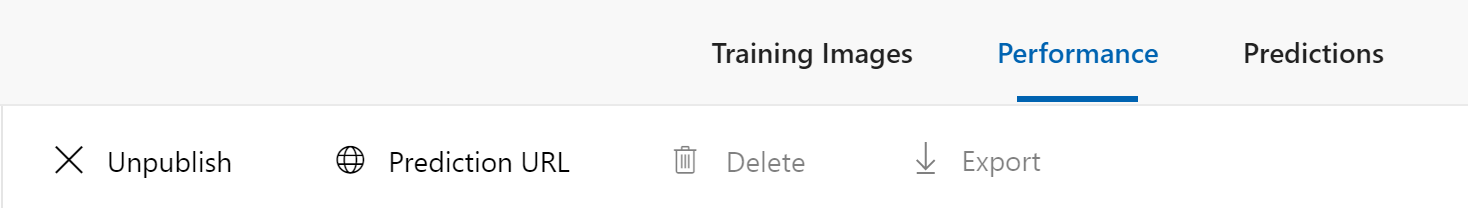 Training Images Performance Predictions
Unpublish Prediction URL Delete Export